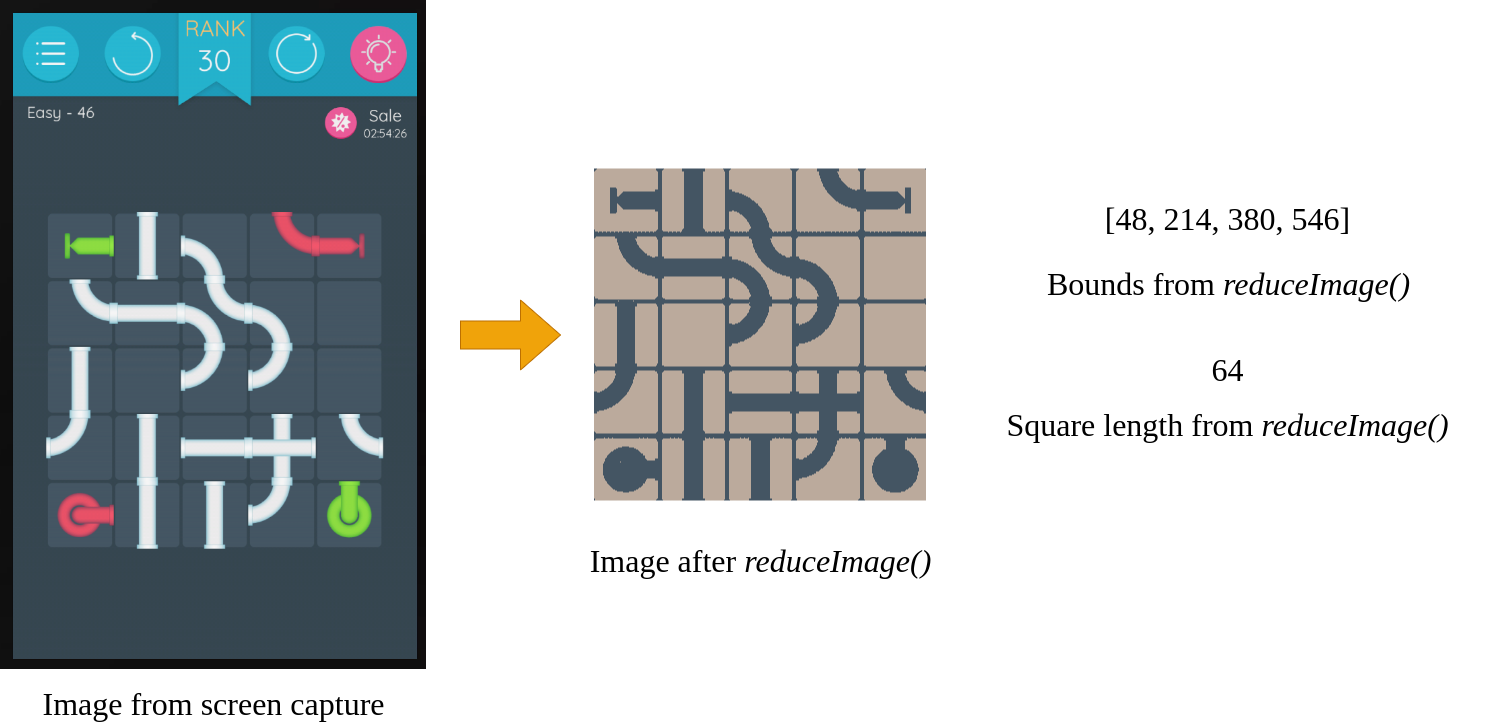 RANK
30
Easy - 46
Sale
02:54:26
Image from screen capture
Image after reduceImage()
[48, 214, 380, 546]
Bounds from reduceImage()
64
Square length from reduceImage()